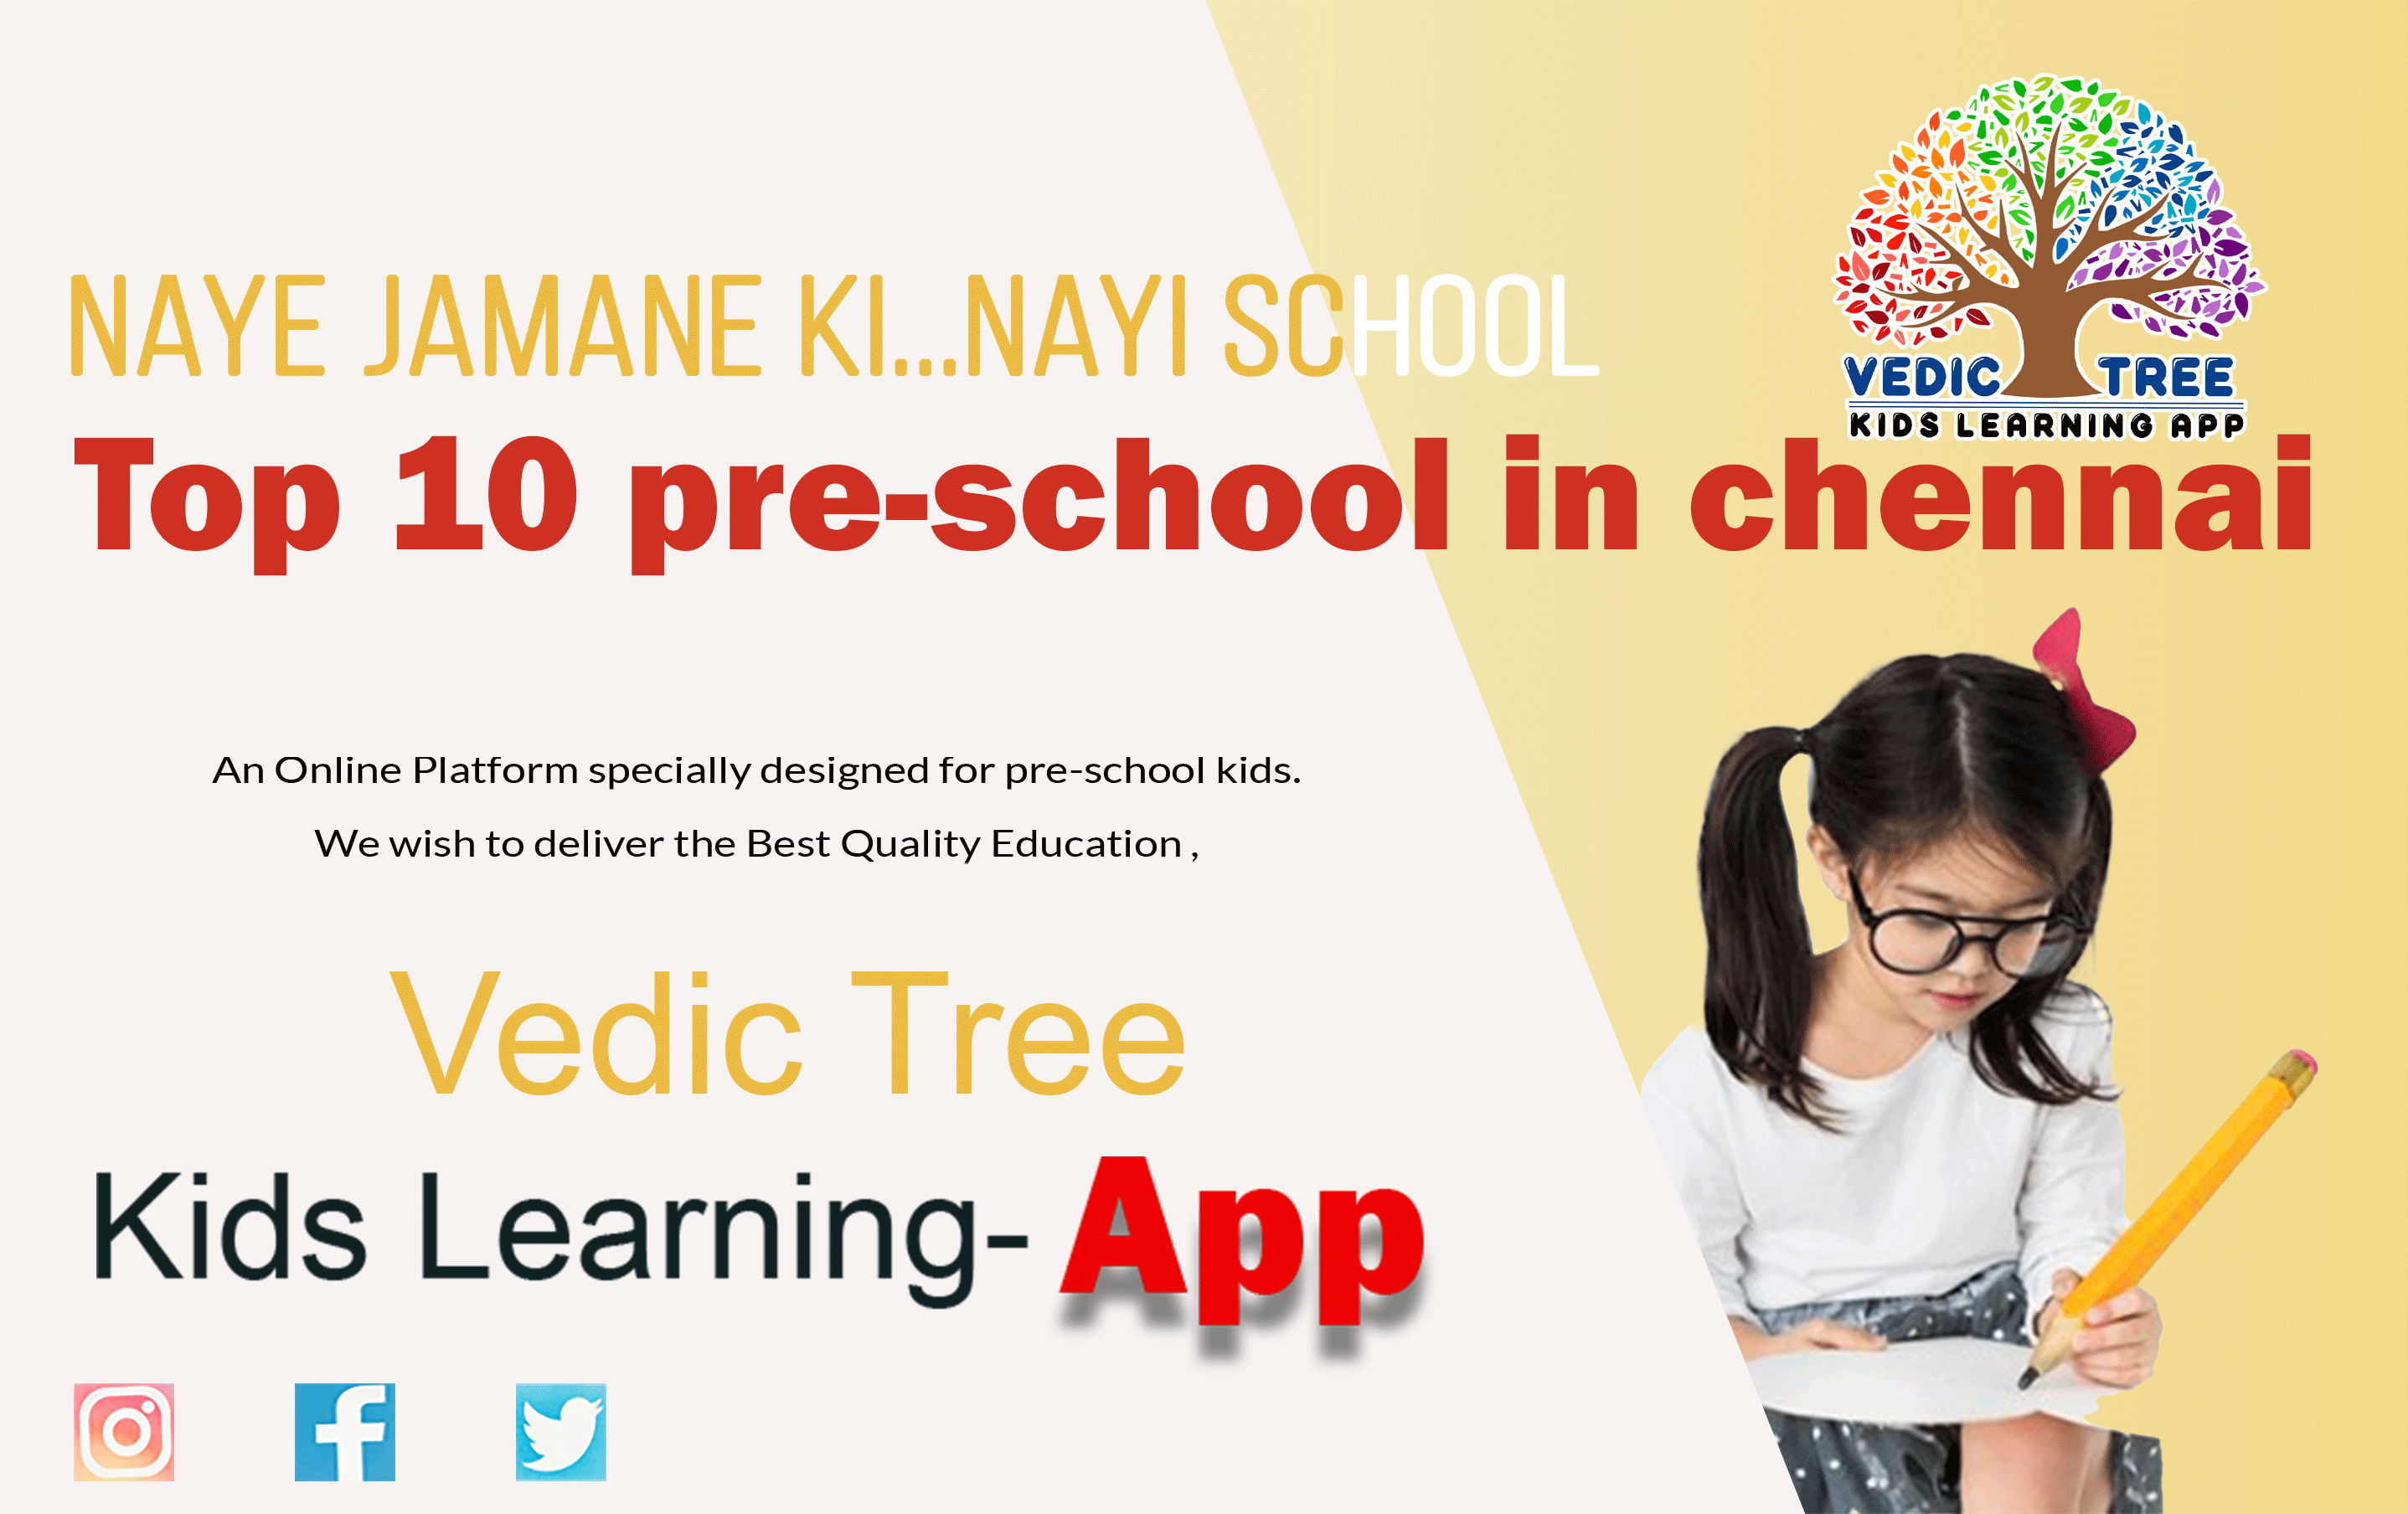 NAYE JAMANE KI...NAYI SCHOOL
VEDIC TREE
KIDS LEARNING APP
Top 10 pre-school in chennai
An Online Platform specially designed for pre-school kids.
We wish to deliver the Best Quality Education ,
Vedic Tree
Kids Learning-App